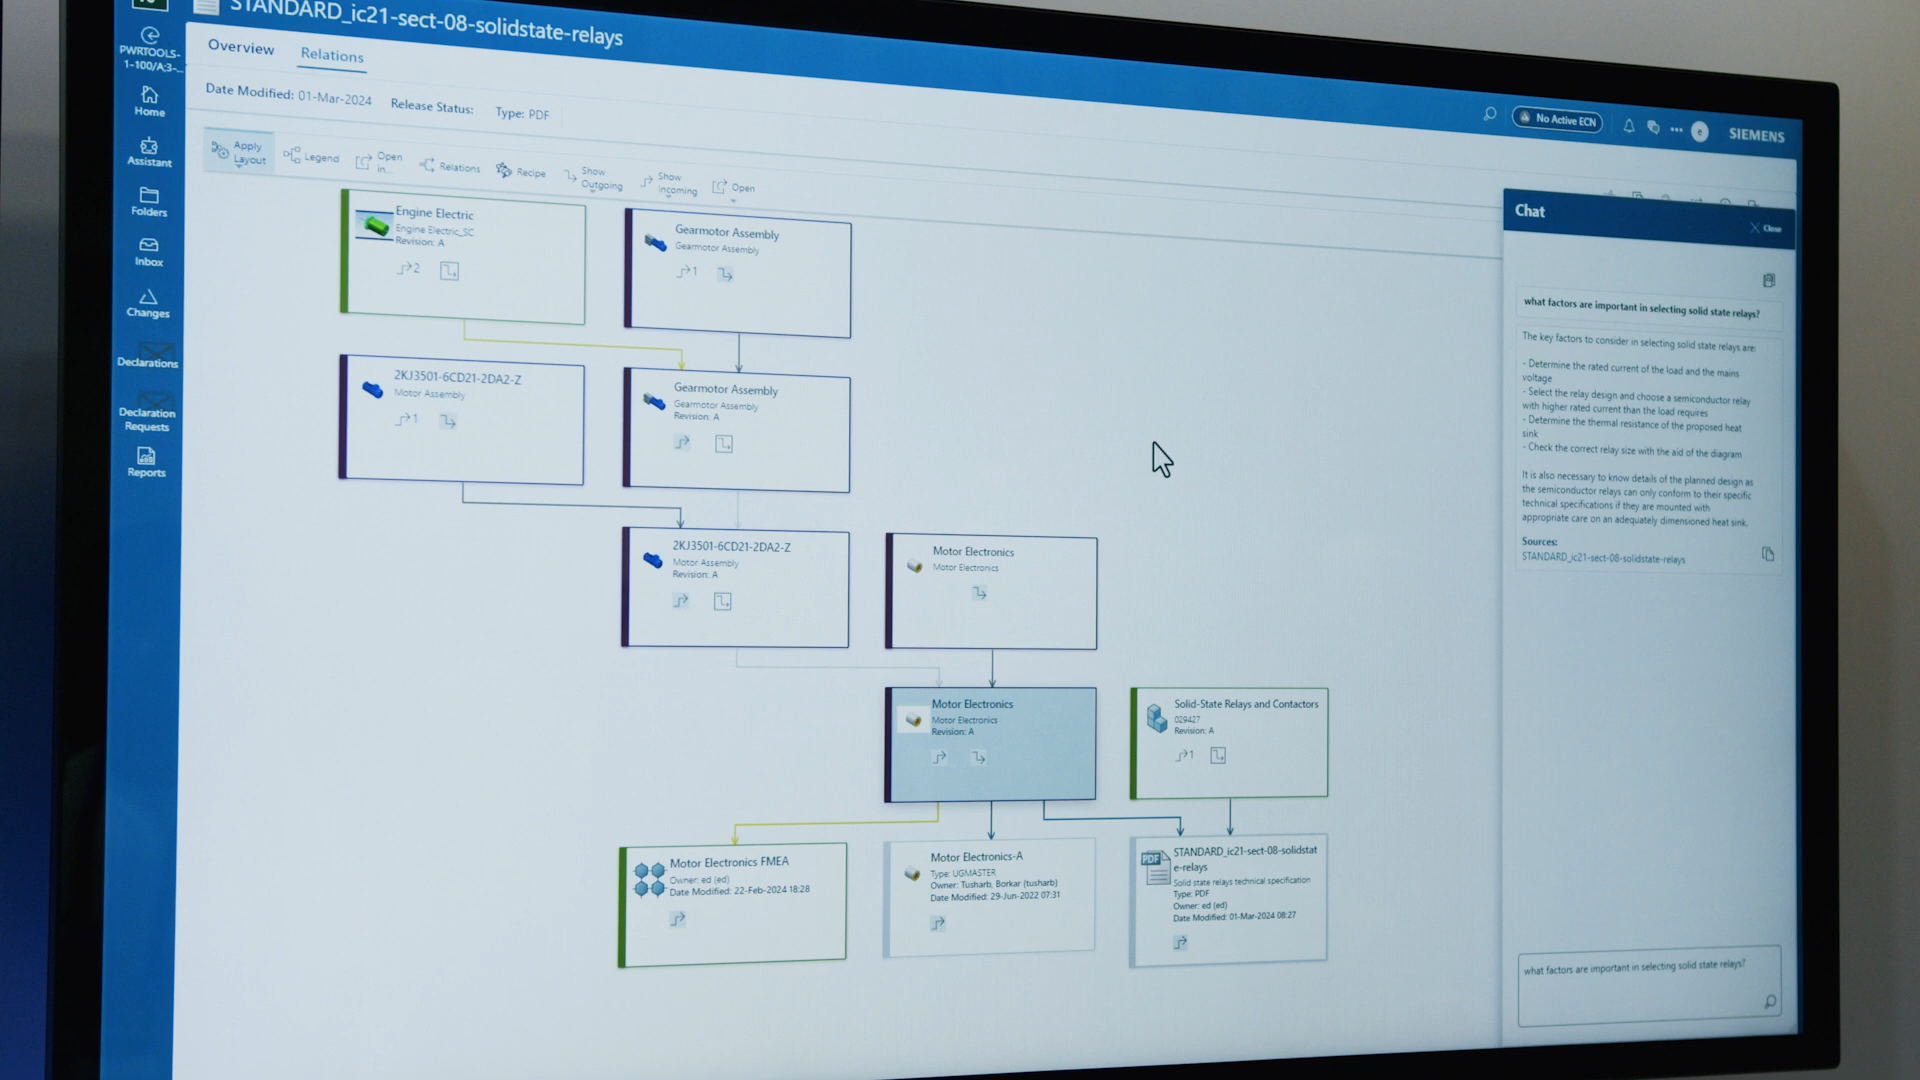 STANDARD_ic21-sect-08-solidstate-relays
PWRTOOLS-
1-100/A;3-...
Home
Assistant
Folders
Inbox
Changes
Declarations
Declaration
Requests
Reports
Overview
Relations
Date Modified: 01-Mar-2024
Release Status:
Type: PDF
No Active ECN
SIEMENS
Apply
Layout
Legend
Open
In...
Relations
Recipe
Show
Outgoing
Show
Incoming
Open
Engine Electric
Engine Electric_SC
Revision: A
2
Gearmotor Assembly
Gearmotor Assembly
1
2KJ3501-6CD21-2DA2-Z
Motor Assembly
1
Gearmotor Assembly
Gearmotor Assembly
Revision: A
2KJ3501-6CD21-2DA2-Z
Motor Assembly
Revision: A
Motor Electronics
Motor Electronics
Motor Electronics
Motor Electronics
Revision: A
Solid-State Relays and Contactors
029427
Revision: A
1
Motor Electronics FMEA
Owner: ed (ed)
Date Modified: 22-Feb-2024 18:28
Motor Electronics-A
Type: UGMASTER
Owner: Tusharb, Borkar (tusharb)
Date Modified: 29-Jun-2022 07:31
PDF
STANDARD_ic21-sect-08-solidstat
e-relays
Solid state relays technical specification
Type: PDF
Owner: ed (ed)
Date Modified: 01-Mar-2024 08:27
Chat
Close
what factors are important in selecting solid state relays?
The key factors to consider in selecting solid state relays are:
- Determine the rated current of the load and the mains
voltage
- Select the relay design and choose a semiconductor relay
with higher rated current than the load requires
- Determine the thermal resistance of the proposed heat
sink
- Check the correct relay size with the aid of the diagram
It is also necessary to know details of the planned design as
the semiconductor relays can only conform to their specific
technical specifications if they are mounted with
appropriate care on an adequately dimensioned heat sink.
Sources:
STANDARD_ic21-sect-08-solidstate-relays
what factors are important in selecting solid state relays?